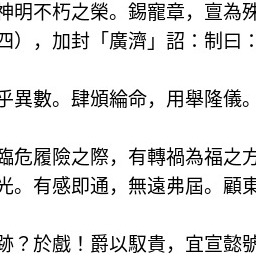 神明不朽之榮。錫寵章，亶為殊
四），加封「廣濟」詔：制曰：
乎異數。肆頒綸命，用舉隆儀。
臨危履險之際，有轉禍為福之方
光。有感即通，無遠弗屆。顧東
跡？於戲！爵以馭貴，宜宣懿號